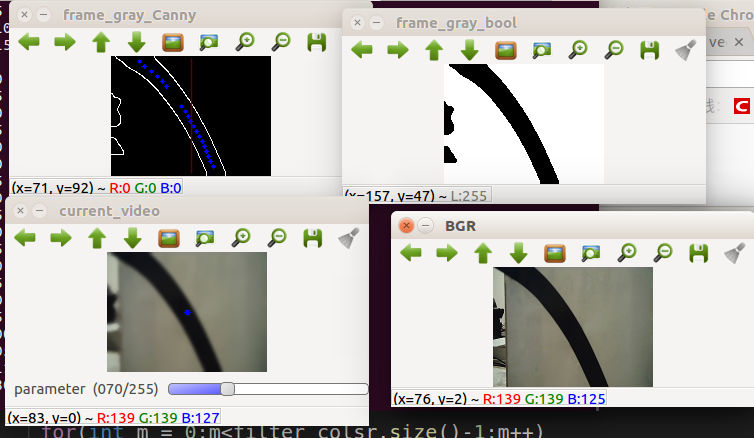 frame_gray_Canny
(x=71, y=92) ~ R:0 G:0 B:0
frame_gray_bool
(x=157, y=47) ~ L:255
Chro
ve
current_video
parameter (070/255)
(x=83, y=0) ~ R:139 G:139 B:127
BGR
(x=76, y=2) ~ R:139 G:139 B:125
for(int m = 0;m<filter_colsr.size()-1;m++)